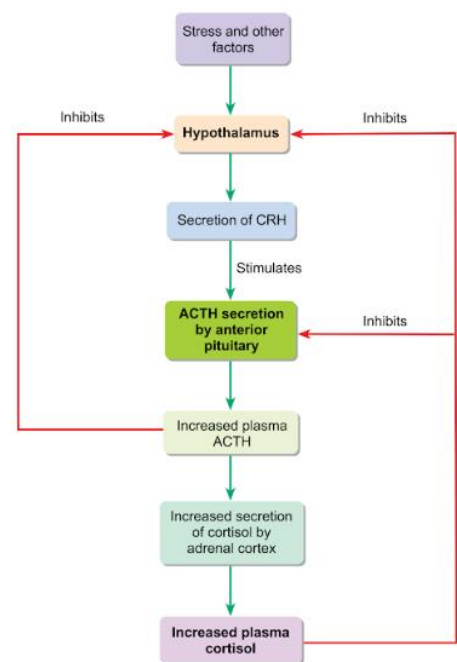 Stress and other
factors
Inhibits
Inhibits
Hypothalamus
Secretion of CRH
Stimulates
ACTH secretion
by anterior
pituitary
Inhibits
Increased plasma
ACTH
Increased secretion
of cortisol by
adrenal cortex
Increased plasma
cortisol